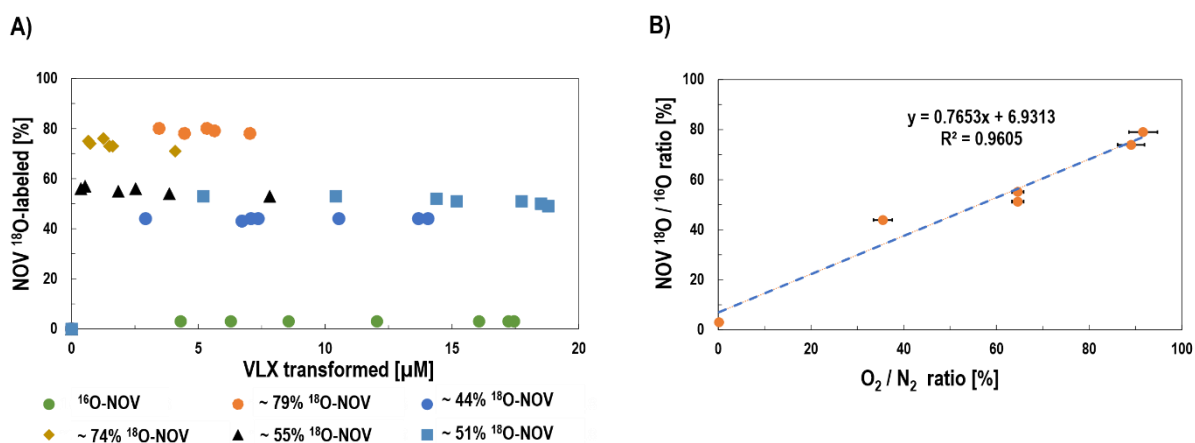 A)
NOV ¹⁸O-labeled [%]
100
80
60
40
20
0
0 5 10 15 20
VLX transformed [µM]
¹⁶O-NOV ~ 79% ¹⁸O-NOV ~ 44% ¹⁸O-NOV
~ 74% ¹⁸O-NOV ~ 55% ¹⁸O-NOV ~ 51% ¹⁸O-NOV
B)
NOV ¹⁸O / ¹⁶O ratio [%]
100
80
60
40
20
0
y = 0.7653x + 6.9313
R² = 0.9605
0 20 40 60 80 100
O₂ / N₂ ratio [%]